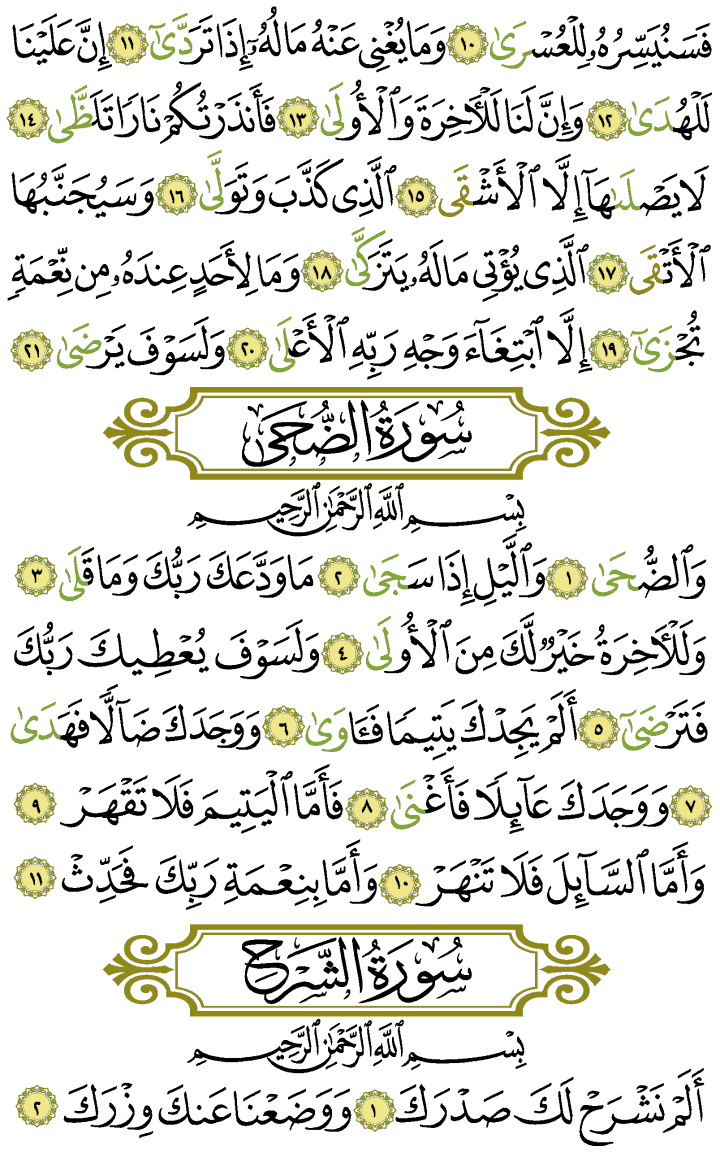 فَسَنُيَسِّرُهُۥ لِلْعُسْرَىٰ ١٠ وَمَا يُغْنِى عَنْهُ مَالُهُۥٓ إِذَا تَرَدَّىٰٓ ١١ إِنَّ عَلَيْنَا
لَلْهُدَىٰ ١٢ وَإِنَّ لَنَا لَلْأَخِرَةَ وَٱلْأُولَىٰ ١٣ فَأَنذَرْتُكُمْ نَارًا تَلَظَّىٰ ١٤
لَا يَصْلَىٰهَآ إِلَّا ٱلْأَشْقَى ١٥ ٱلَّذِى كَذَّبَ وَتَوَلَّىٰ ١٦ وَسَيُجَنَّبُهَا
ٱلْأَتْقَى ١٧ ٱلَّذِى يُؤْتِى مَالَهُۥ يَتَزَكَّىٰ ١٨ وَمَا لِأَحَدٍ عِندَهُۥ مِن نِّعْمَةٍ
تُجْزَىٰٓ ١٩ إِلَّا ٱبْتِغَآءَ وَجْهِ رَبِّهِ ٱلْأَعْلَىٰ ٢٠ وَلَسَوْفَ يَرْضَىٰ ٢١
سُورَةُ الضُّحَىٰ
بِسْمِ ٱللَّهِ ٱلرَّحْمَٰنِ ٱلرَّحِيمِ
وَٱلضُّحَىٰ ١ وَٱلَّيْلِ إِذَا سَجَىٰ ٢ مَا وَدَّعَكَ رَبُّكَ وَمَا قَلَىٰ ٣
وَلَلْأَخِرَةُ خَيْرٌ لَّكَ مِنَ ٱلْأُولَىٰ ٤ وَلَسَوْفَ يُعْطِيكَ رَبُّكَ
فَتَرْضَىٰٓ ٥ أَلَمْ يَجِدْكَ يَتِيمًا فَـَٔاوَىٰ ٦ وَوَجَدَكَ ضَآلًّا فَهَدَىٰ
٧ وَوَجَدَكَ عَآئِلًا فَأَغْنَىٰ ٨ فَأَمَّا ٱلْيَتِيمَ فَلَا تَقْهَرْ ٩
وَأَمَّا ٱلسَّآئِلَ فَلَا تَنْهَرْ ١٠ وَأَمَّا بِنِعْمَةِ رَبِّكَ فَحَدِّثْ ١١
سُورَةُ الشَّرْحِ
بِسْمِ ٱللَّهِ ٱلرَّحْمَٰنِ ٱلرَّحِيمِ
أَلَمْ نَشْرَحْ لَكَ صَدْرَكَ ١ وَوَضَعْنَا عَنكَ وِزْرَكَ ٢